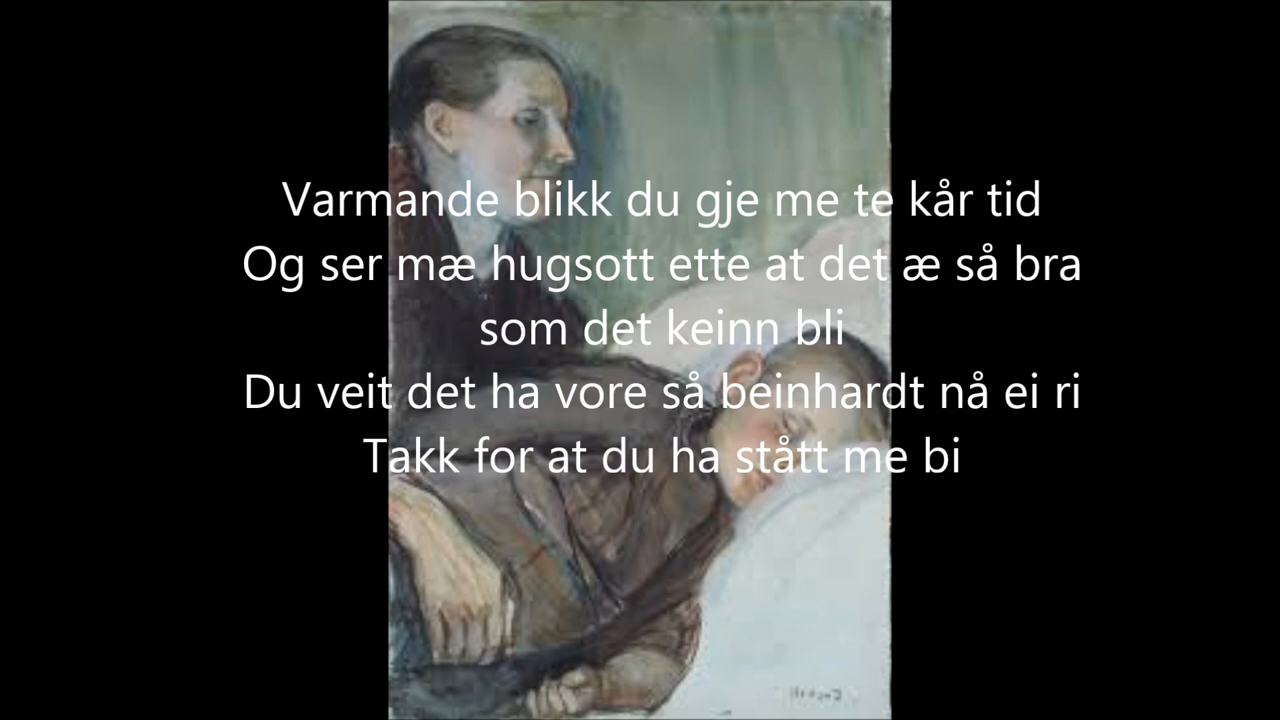 Varmande blikk du gje me te kår tid
Og ser mæ hugsott ette at det æ så bra
som det keinn bli
Du veit det ha vore så beinhardt nå ei ri
Takk for at du ha stått me bi